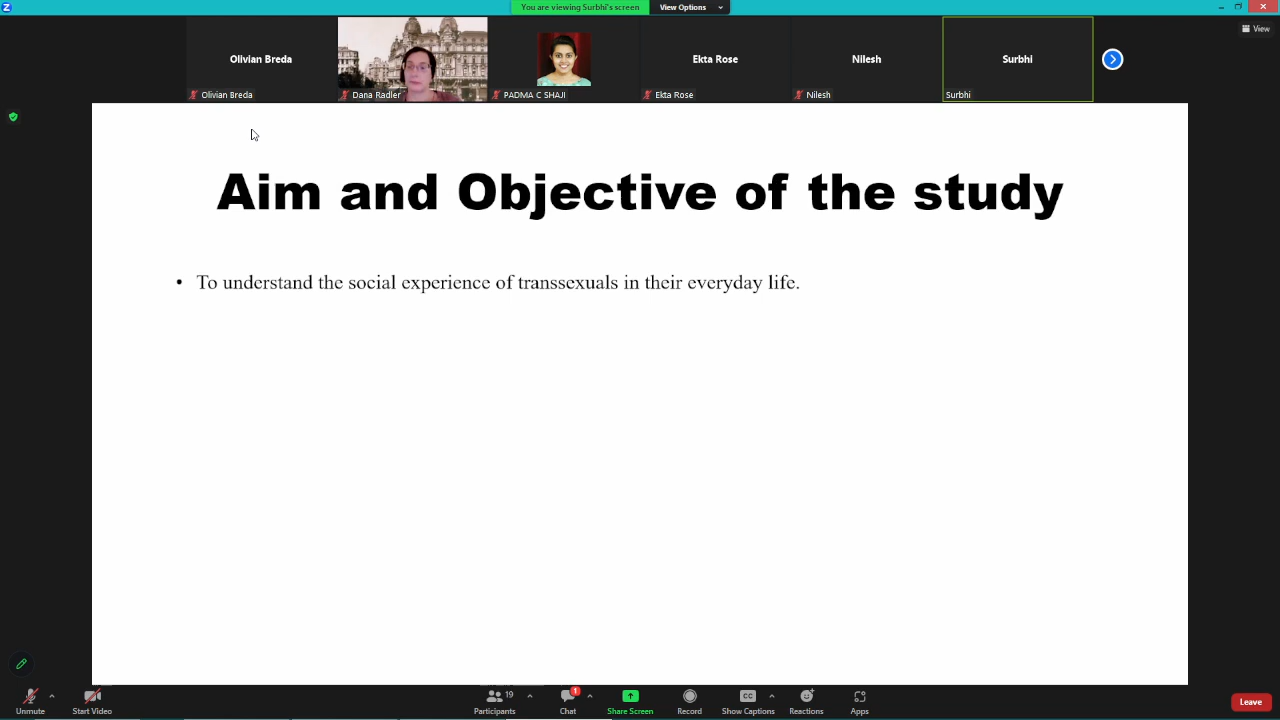 You are viewing Surbhi's screen
View Options
View
Olivian Breda
Ekta Rose
Nilesh
Surbhi
Olivian Breda
Dana Radler
PADMA C SHAJI
Ekta Rose
Nilesh
Surbhi
Aim and Objective of the study
• To understand the social experience of transsexuals in their everyday life.
19
1
CC
Unmute
Start Video
Participants
Chat
Share Screen
Record
Show Captions
Reactions
Apps
Leave